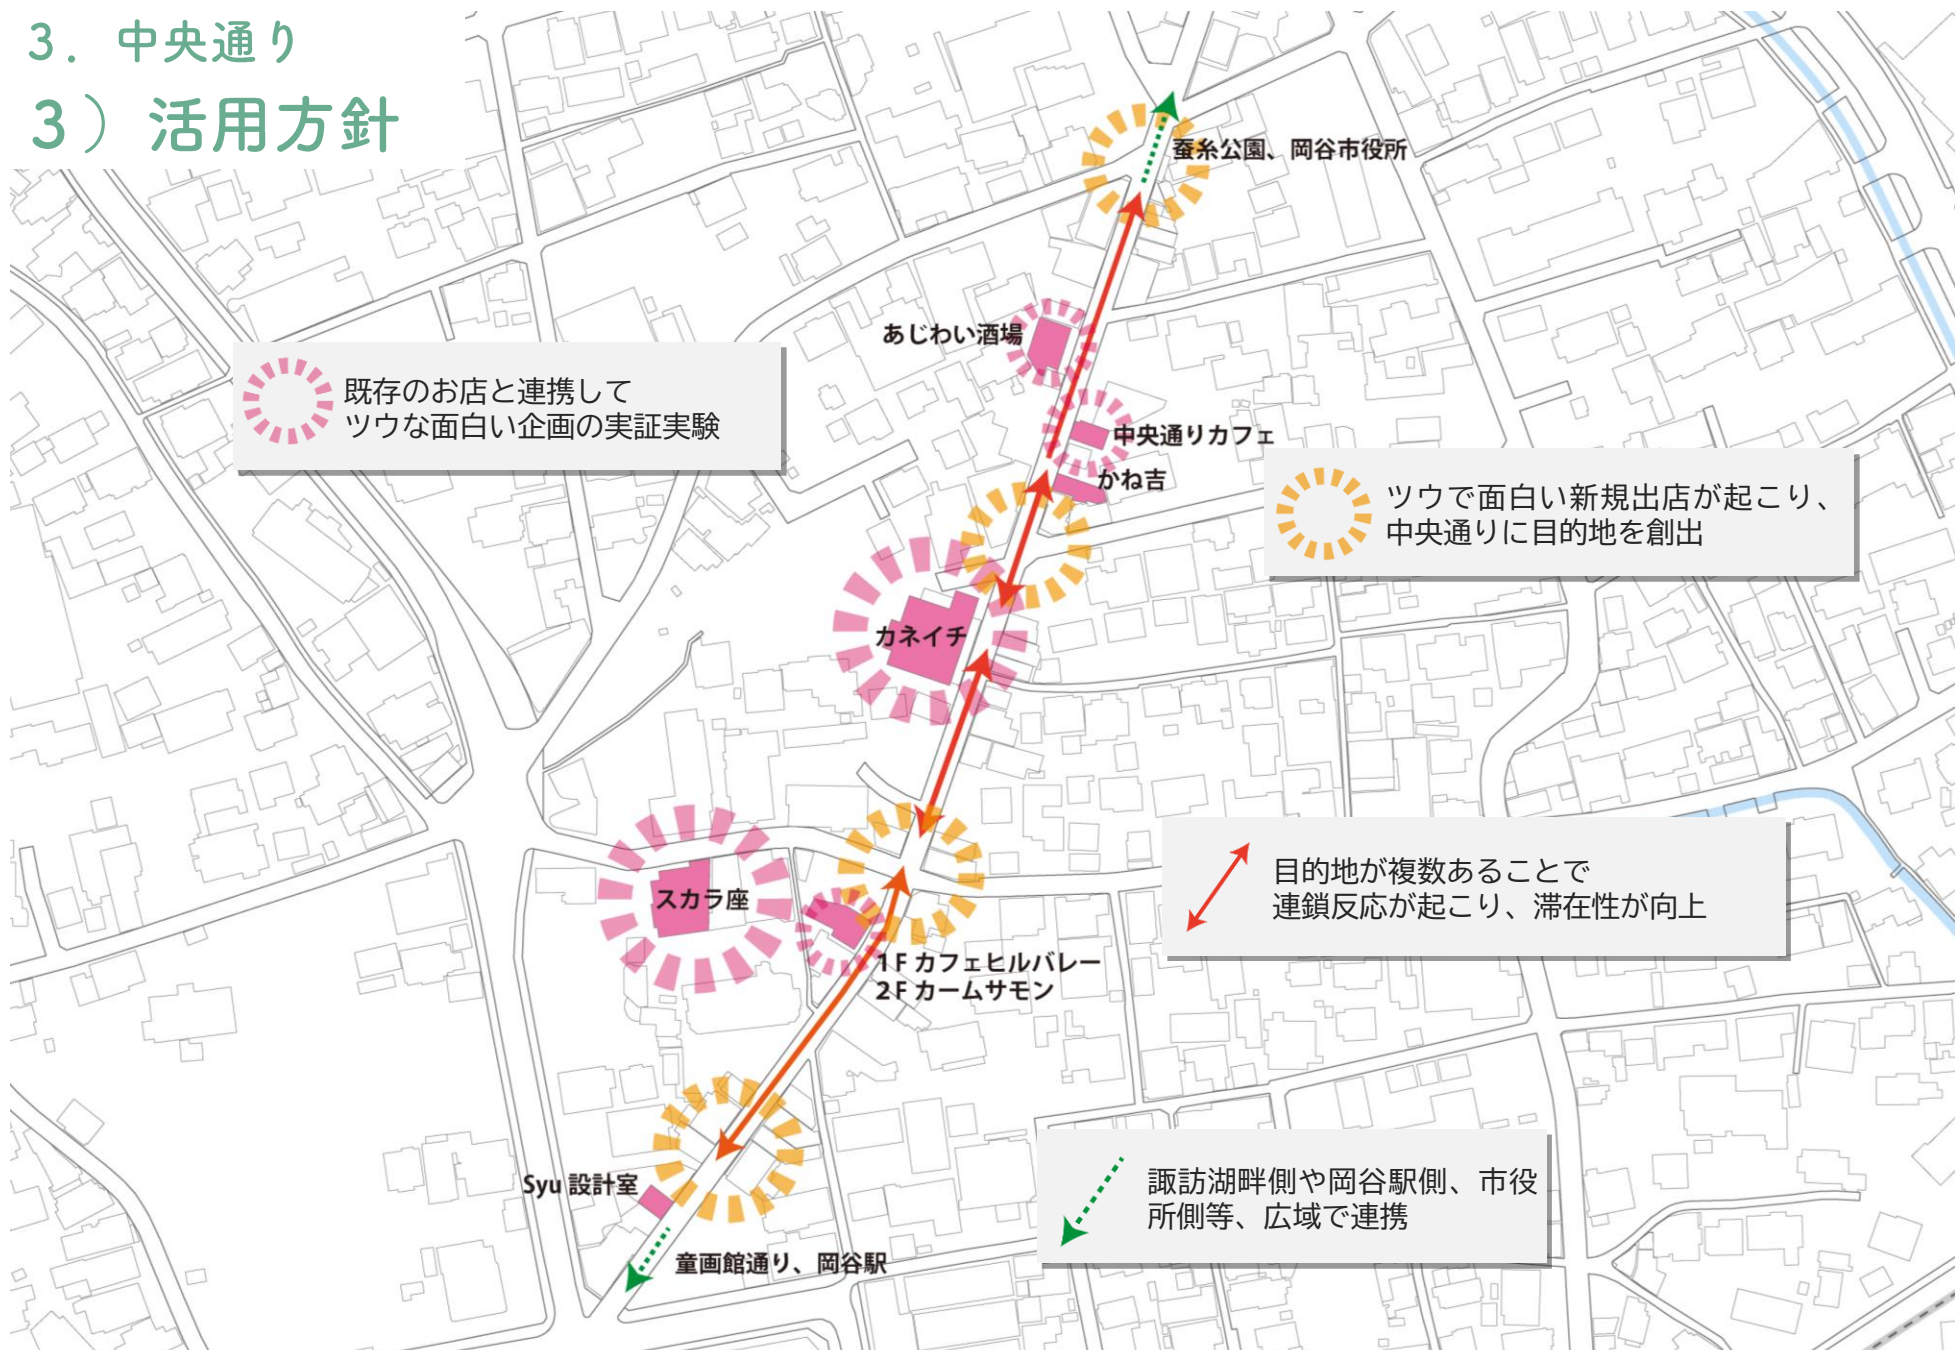 3. 中央通り
3）活用方針
蚕糸公園、岡谷市役所
あじわい酒場
既存のお店と連携して
ツウな面白い企画の実証実験
中央通りカフェ
かね吉
ツウで面白い新規出店が起こり、
中央通りに目的地を創出
カネイチ
目的地が複数あることで
連鎖反応が起こり、滞在性が向上
スカラ座
1F カフェヒルバレー
2F カームサモン
Syu 設計室
諏訪湖畔側や岡谷駅側、市役
所側等、広域で連携
童画館通り、岡谷駅